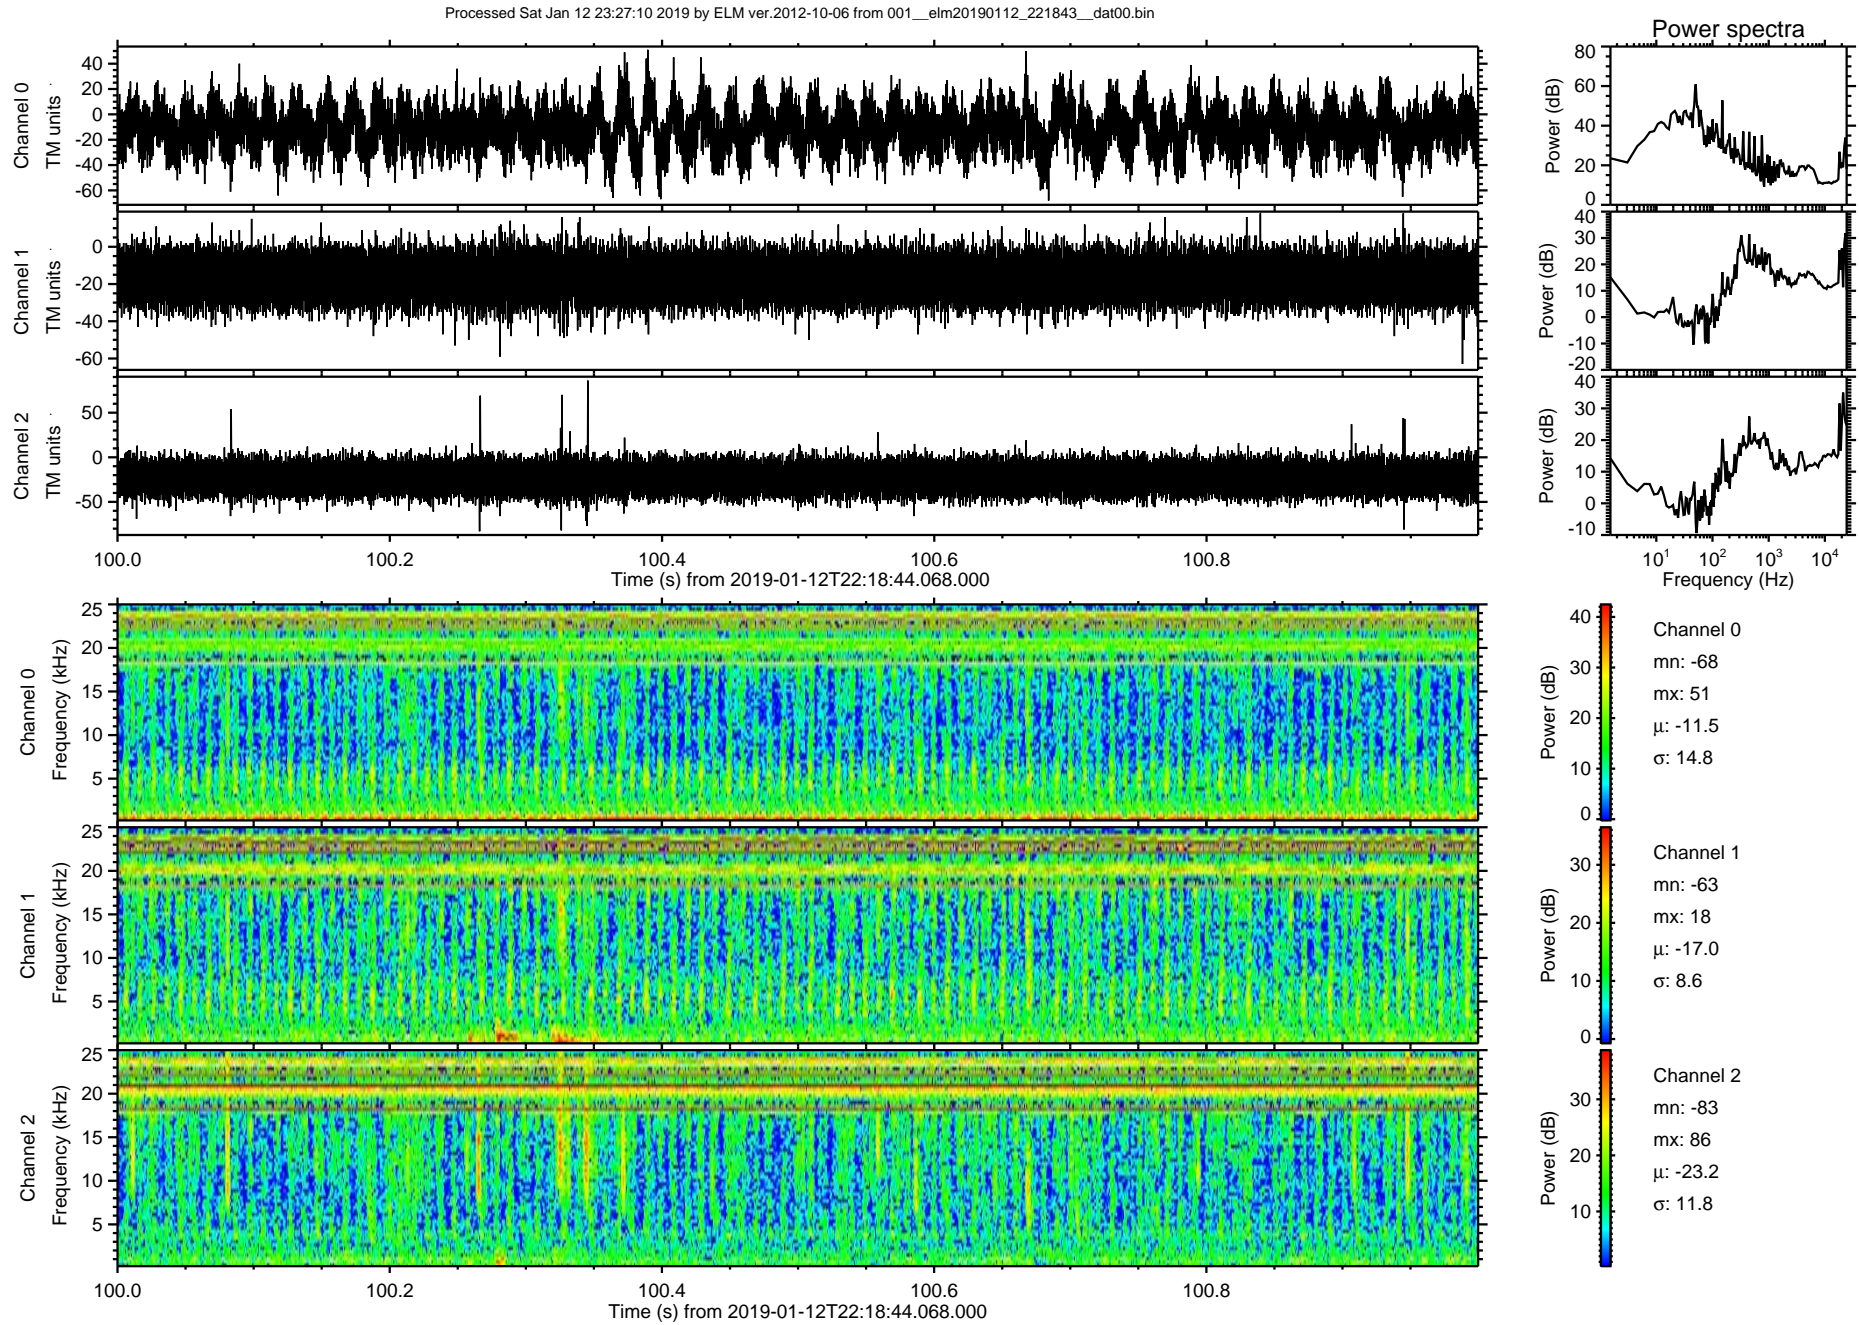 Processed Sat Jan 12 23:27:10 2019 by ELM ver.2012-10-06 from 001__elm20190112_221843__dat00.bin
Power spectra
Channel 0
TM units
40
20
0
-20
-40
-60
Power (dB)
80
60
40
20
0
Channel 1
TM units
0
-20
-40
-60
Power (dB)
40
30
20
10
0
-10
-20
Channel 2
TM units
50
0
-50
Power (dB)
40
30
20
10
0
-10
100.0 100.2 100.4 100.6 100.8
Time (s) from 2019-01-12T22:18:44.068.000
10¹ 10² 10³ 10⁴
Frequency (Hz)
Channel 0
Frequency (kHz)
25
20
15
10
5
Power (dB)
40
30
20
10
0
Channel 0
mn: -68
mx: 51
μ: -11.5
σ: 14.8
Channel 1
Frequency (kHz)
25
20
15
10
5
Power (dB)
30
20
10
0
Channel 1
mn: -63
mx: 18
μ: -17.0
σ: 8.6
Channel 2
Frequency (kHz)
25
20
15
10
5
Power (dB)
30
20
10
Channel 2
mn: -83
mx: 86
μ: -23.2
σ: 11.8
100.0 100.2 100.4 100.6 100.8
Time (s) from 2019-01-12T22:18:44.068.000